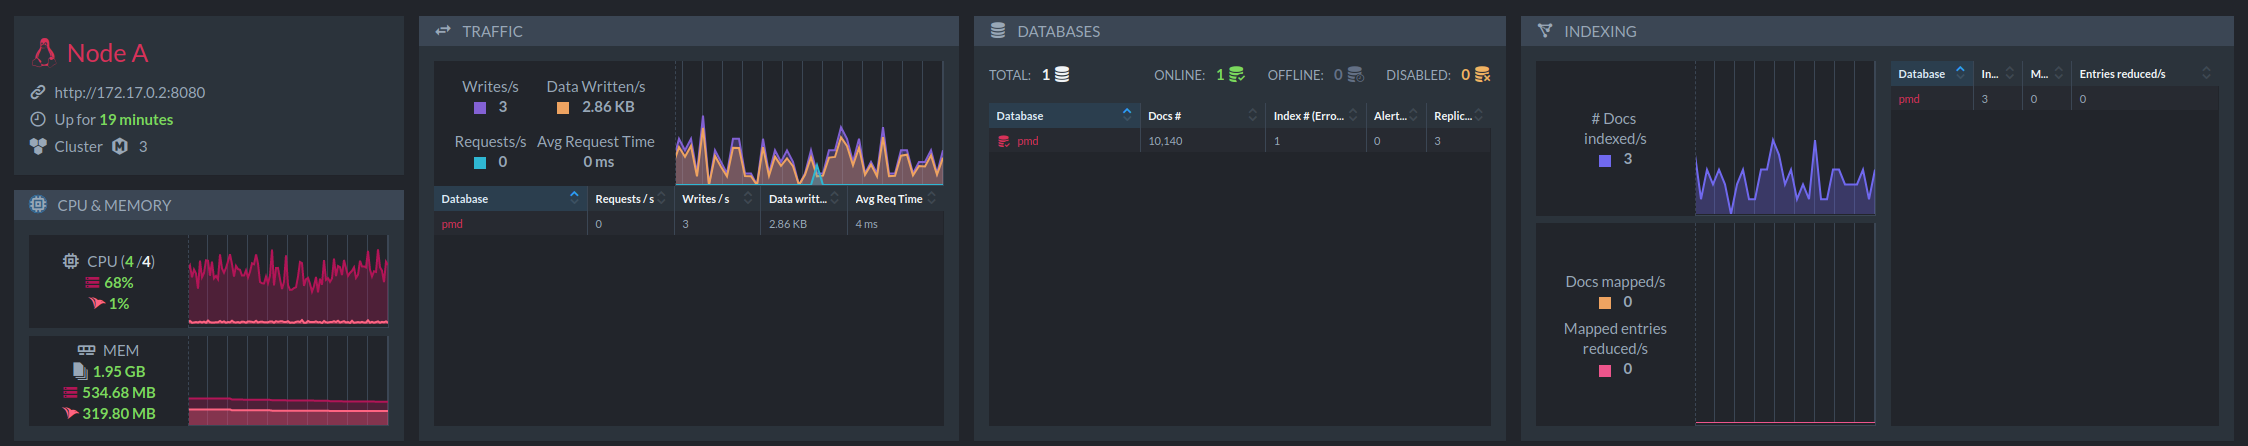 Node A
http://172.17.0.2:8080
Up for 19 minutes
Cluster 3
CPU & MEMORY
CPU (4 /4)
68%
1%
MEM
1.95 GB
534.68 MB
319.80 MB
TRAFFIC
Writes/s Data Written/s
3 2.86 KB
Requests/s Avg Request Time
0 0 ms
Database Requests / s Writes / s Data writt... Avg Req Time
pmd 0 3 2.86 KB 4 ms
DATABASES
TOTAL: 1 ONLINE: 1 OFFLINE: 0 DISABLED: 0
Database Docs # Index # (Erro... Alert... Replic...
pmd 10,140 1 0 3
INDEXING
# Docs
indexed/s
3
Docs mapped/s
0
Mapped entries
reduced/s
0
Database In... M... Entries reduced/s
pmd 3 0 0